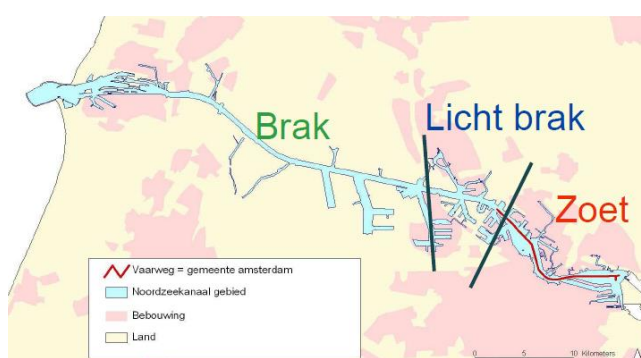 Brak
Licht brak
Zoet
Vaarweg = gemeente amsterdam
Noordzeekanaal gebied
Bebouwing
Land
0 5 10 Kilometers